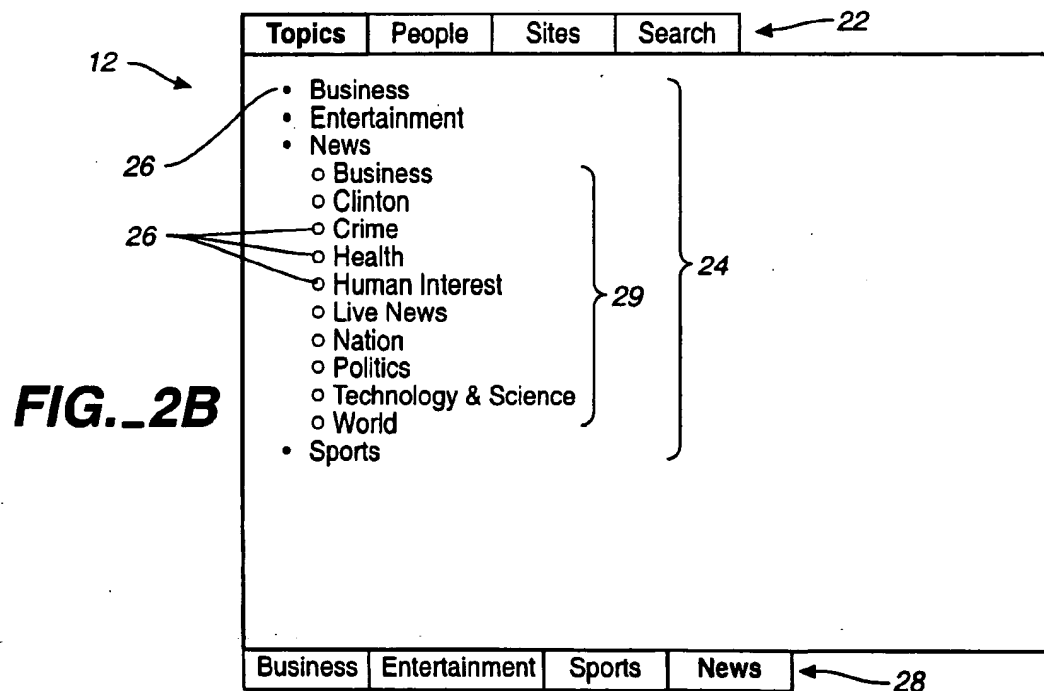 Topics People Sites Search 22
12
• Business
• Entertainment
• News
26
○ Business
○ Clinton
○ Crime
26
○ Health
○ Human Interest
24
29
○ Live News
○ Nation
○ Politics
○ Technology & Science
FIG._2B
○ World
• Sports
Business Entertainment Sports News 28